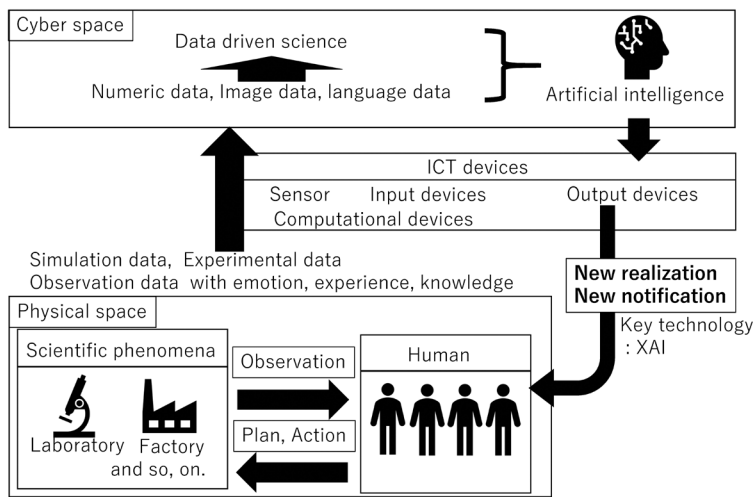 Cyber space
Data driven science
Numeric data, Image data, language data
Artificial intelligence
ICT devices
Sensor Input devices Output devices
Computational devices
Simulation data, Experimental data
Observation data with emotion, experience, knowledge
New realization
New notification
Key technology
: XAI
Physical space
Scientific phenomena
Laboratory
Factory
and so, on.
Observation
Plan, Action
Human